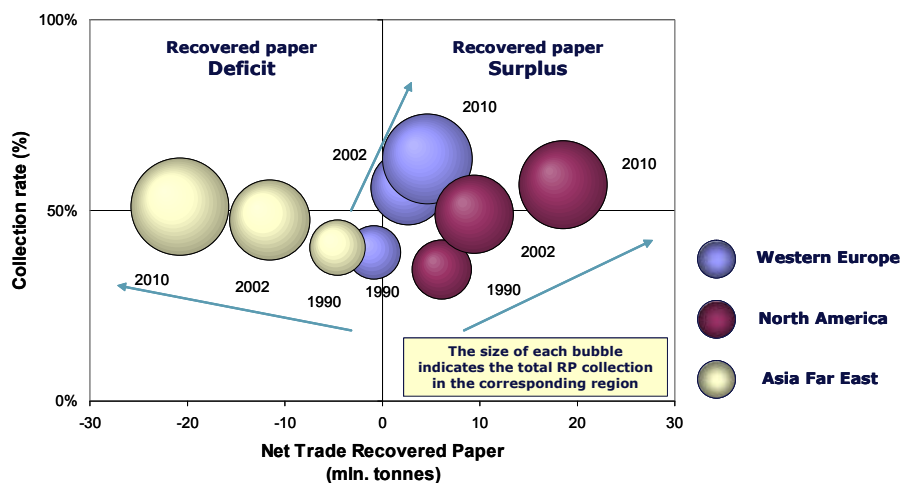 Recovered paper
Deficit
Recovered paper
Surplus
100%
50%
0%
Collection rate (%)
2010
2002
2010
2010
2002
1990
1990
2002
1990
The size of each bubble
indicates the total RP collection
in the corresponding region
-30
-20
-10
0
10
20
30
Net Trade Recovered Paper
(mln. tonnes)
Western Europe
North America
Asia Far East